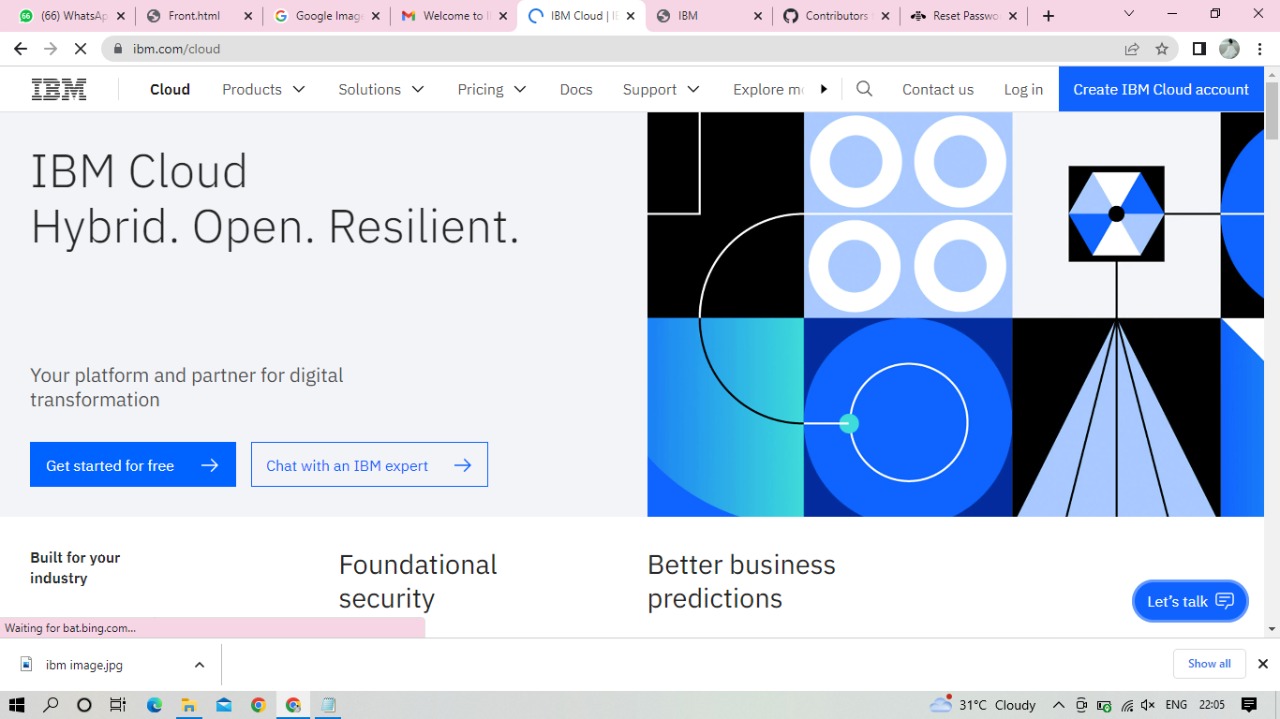 (66) WhatsAp
Front.html
Google Imag
Welcome to I
IBM Cloud | I
IBM
Contributors
Reset Passwo
ibm.com/cloud
IBM
Cloud
Products
Solutions
Pricing
Docs
Support
Explore m
Contact us
Log in
Create IBM Cloud account
IBM Cloud
Hybrid. Open. Resilient.
Your platform and partner for digital
transformation
Get started for free
Chat with an IBM expert
Built for your
industry
Foundational
security
Better business
predictions
Let's talk
Waiting for bat.bing.com...
ibm image.jpg
Show all
31°C Cloudy
ENG
22:05